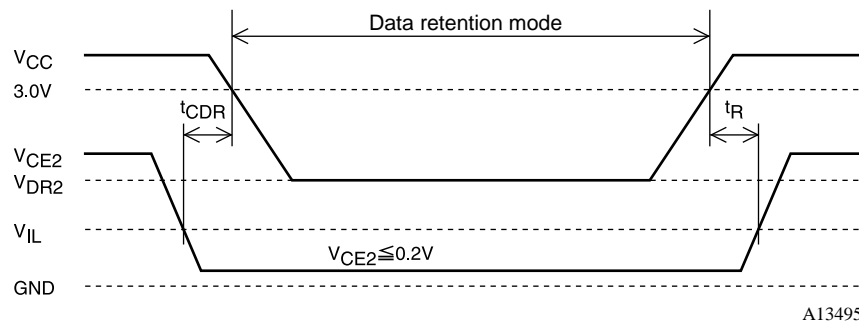 Data retention mode
VCC
3.0V
tCDR
tR
VCE2
VDR2
VIL
VCE2≦0.2V
GND
A13495